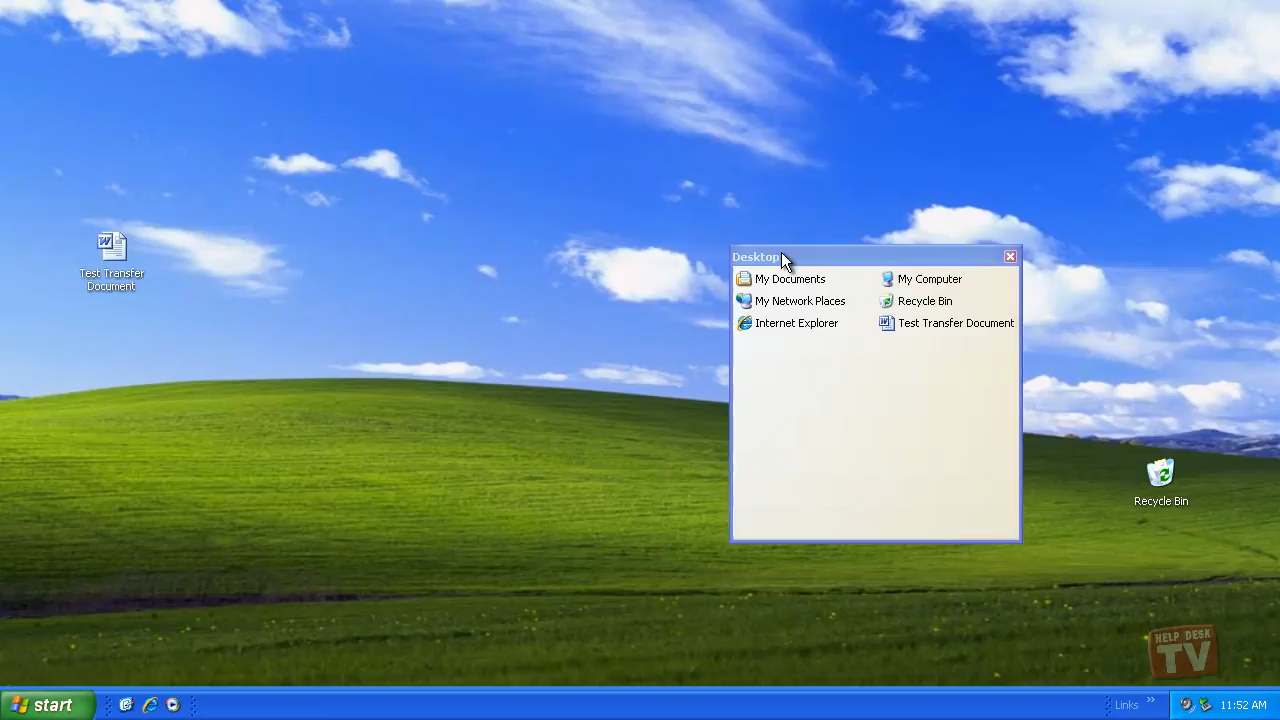 Test Transfer
Document
Desktop
My Documents
My Computer
My Network Places
Recycle Bin
Internet Explorer
Test Transfer Document
Recycle Bin
HELP DESK
TV
start
Links
11:52 AM